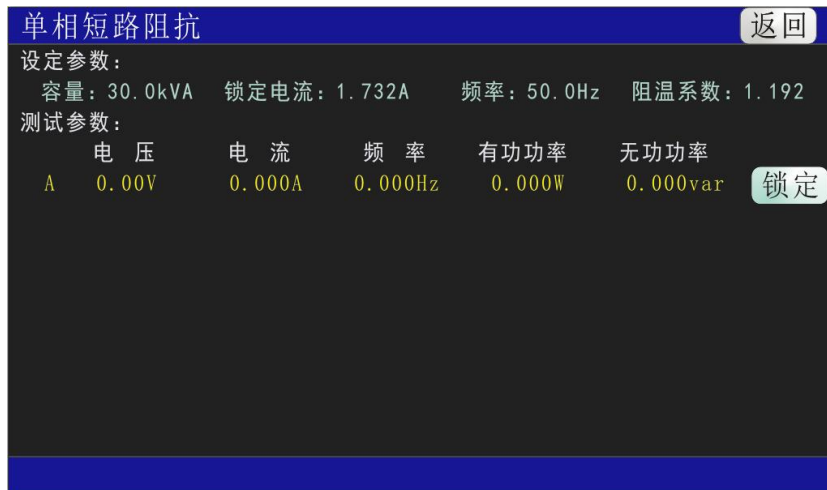 单相短路阻抗 返回
设定参数:
容量:30.0kVA 锁定电流:1.732A 频率:50.0Hz 阻温系数:1.192
测试参数:
电 压 电 流 频 率 有功功率 无功功率
A 0.00V 0.000A 0.000Hz 0.000W 0.000var 锁定